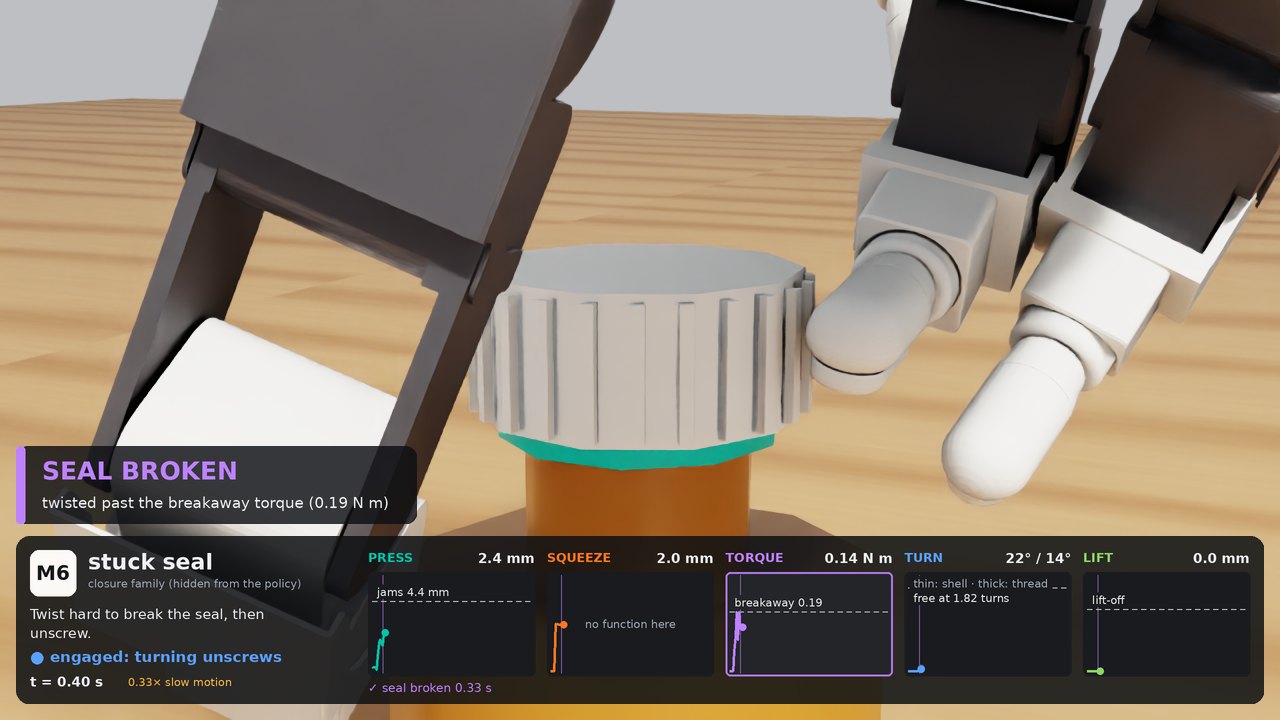 SEAL BROKEN
twisted past the breakaway torque (0.19 N m)
M6
stuck seal
closure family (hidden from the policy)
Twist hard to break the seal, then
unscrew.
engaged: turning unscrews
t = 0.40 s 0.33× slow motion
PRESS 2.4 mm
jams 4.4 mm
✓ seal broken 0.33 s
SQUEEZE 2.0 mm
no function here
TORQUE 0.14 N m
breakaway 0.19
TURN 22° / 14°
thin: shell · thick: thread
free at 1.82 turns
LIFT 0.0 mm
lift-off